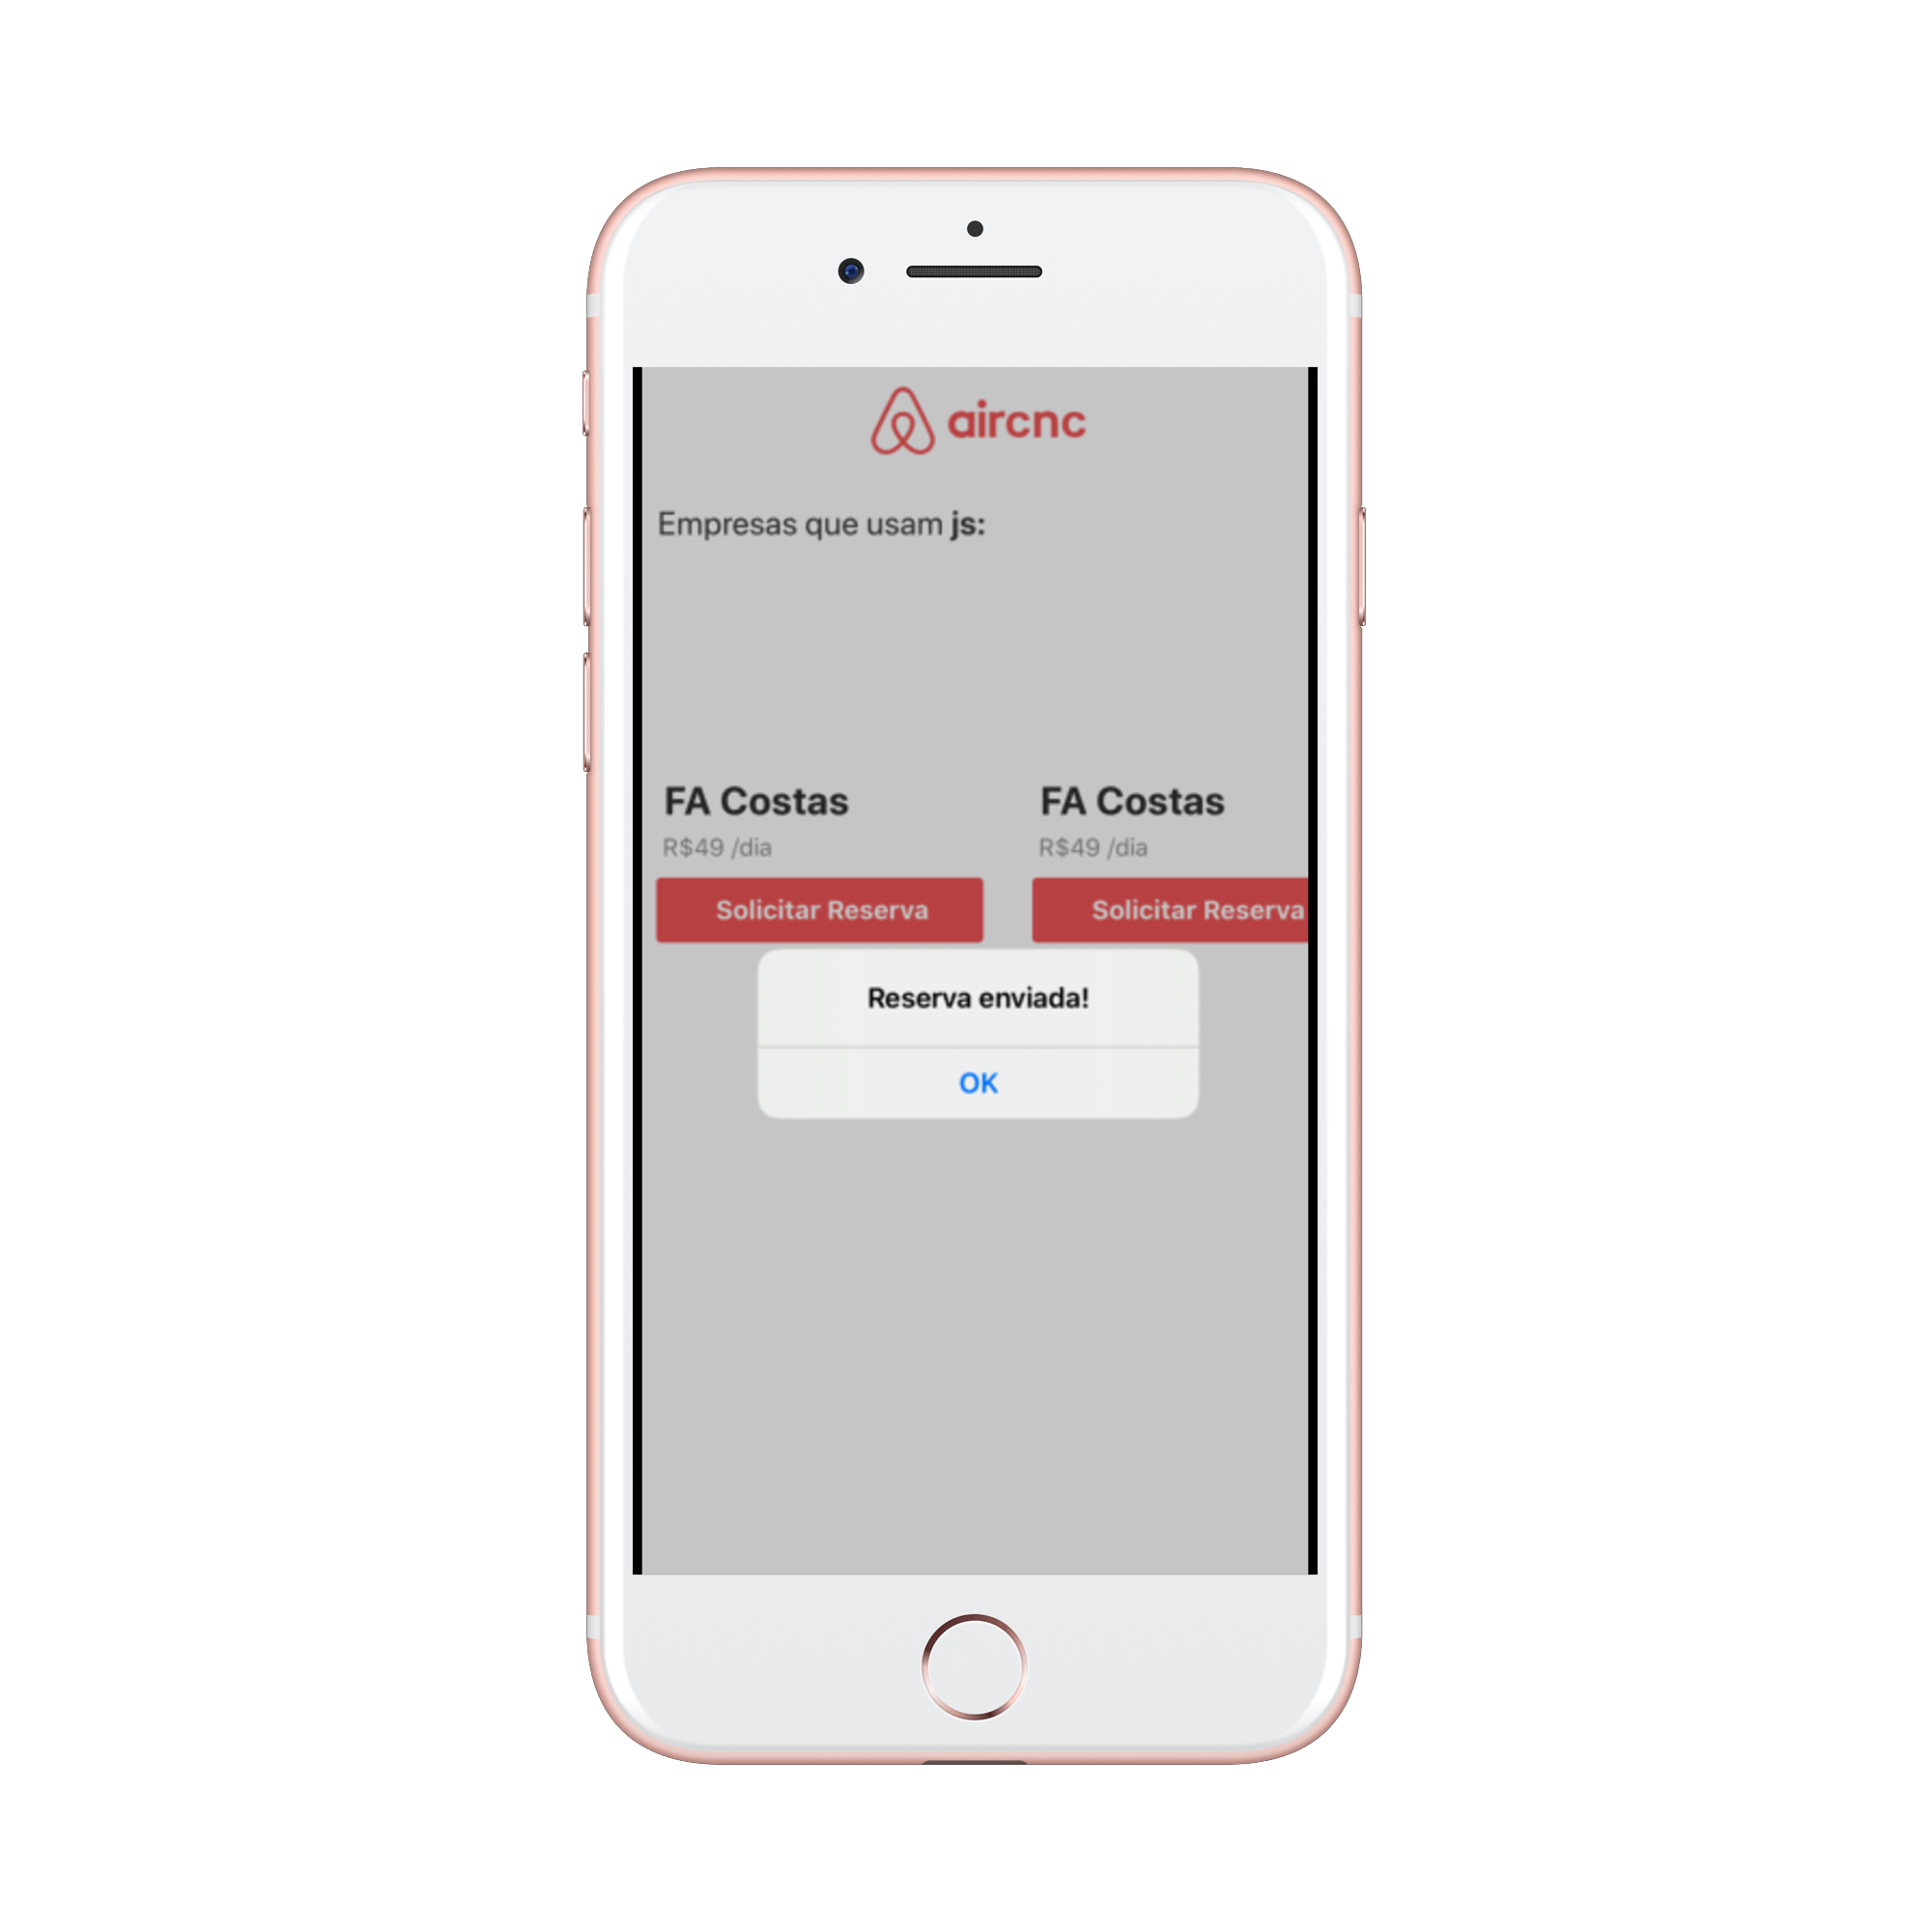 aircnc
Empresas que usam js:
FA Costas
R$49 /dia
Solicitar Reserva
FA Costas
R$49 /dia
Solicitar Reserva
Reserva enviada!
OK